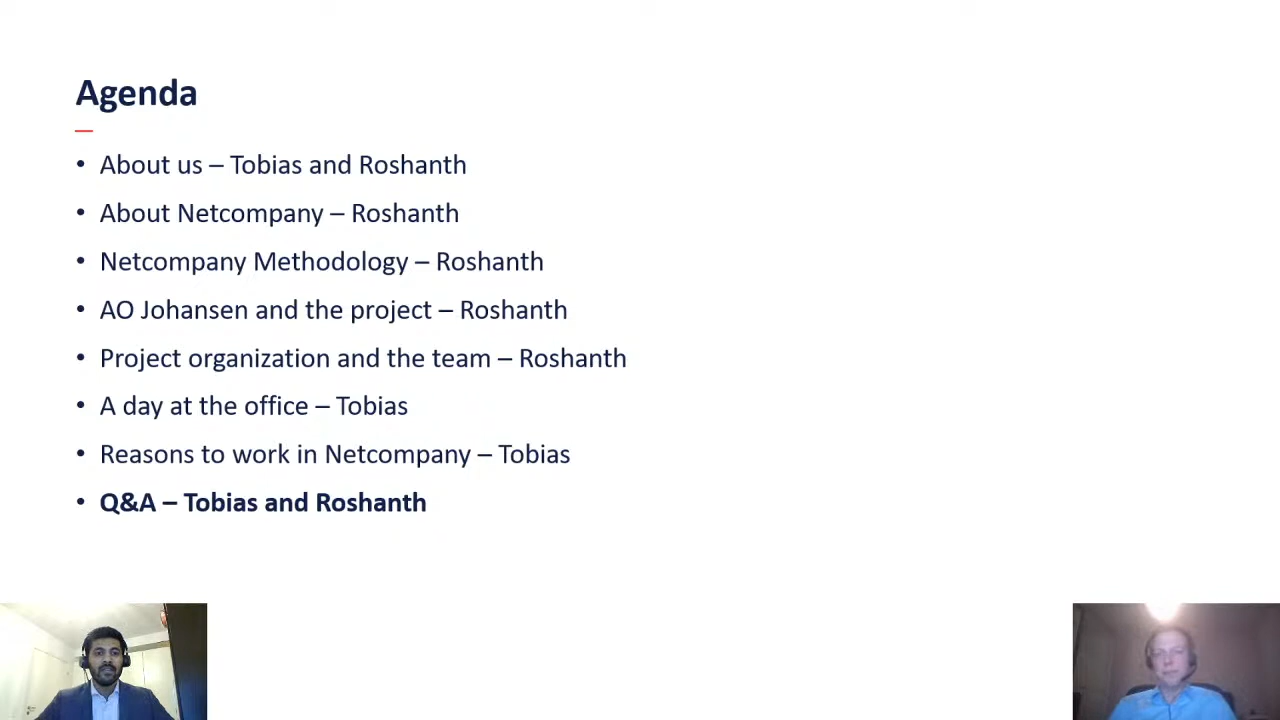 Agenda
• About us – Tobias and Roshanth
• About Netcompany – Roshanth
• Netcompany Methodology – Roshanth
• AO Johansen and the project – Roshanth
• Project organization and the team – Roshanth
• A day at the office – Tobias
• Reasons to work in Netcompany – Tobias
• Q&A – Tobias and Roshanth